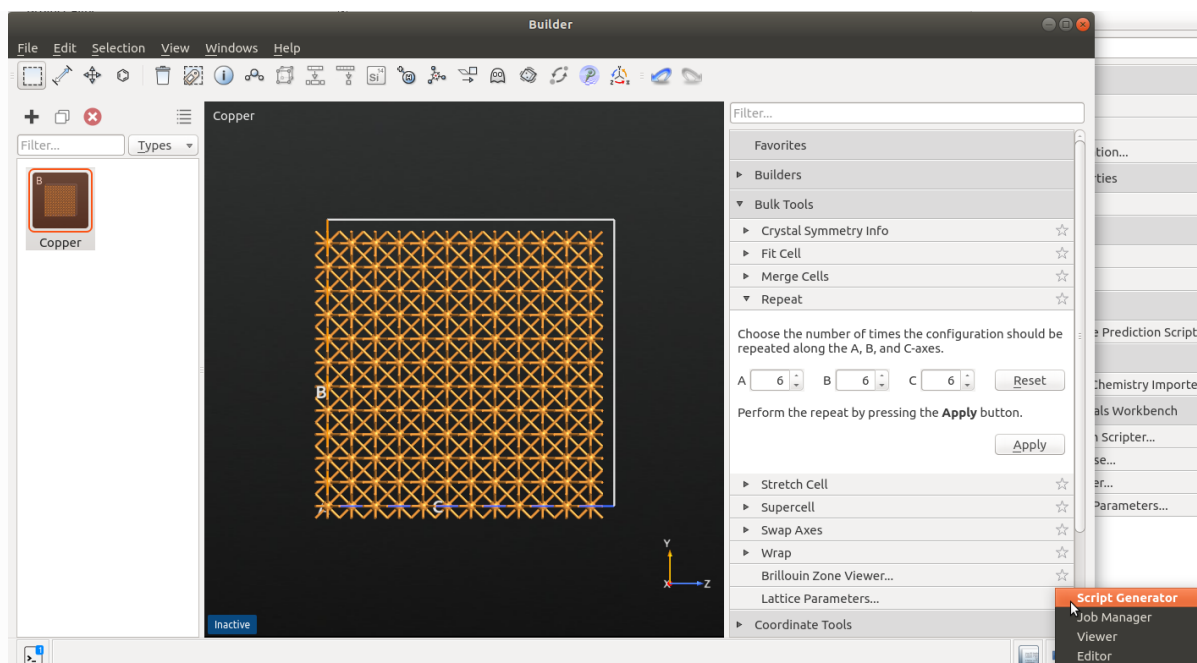 Builder
File Edit Selection View Windows Help
Si 14
Filter...
Types
B
Copper
Copper
B
A
C
Y
X
Z
Inactive
Filter...
Favorites
Builders
Bulk Tools
Crystal Symmetry Info
Fit Cell
Merge Cells
Repeat
Choose the number of times the configuration should be
repeated along the A, B, and C-axes.
A 6 B 6 C 6 Reset
Perform the repeat by pressing the Apply button.
Apply
Stretch Cell
Supercell
Swap Axes
Wrap
Brillouin Zone Viewer...
Lattice Parameters...
Coordinate Tools
tion...
ties
e Prediction Script
Chemistry Importe
als Workbench
n Scripter...
se...
er...
Parameters...
Script Generator
Job Manager
Viewer
Editor
1